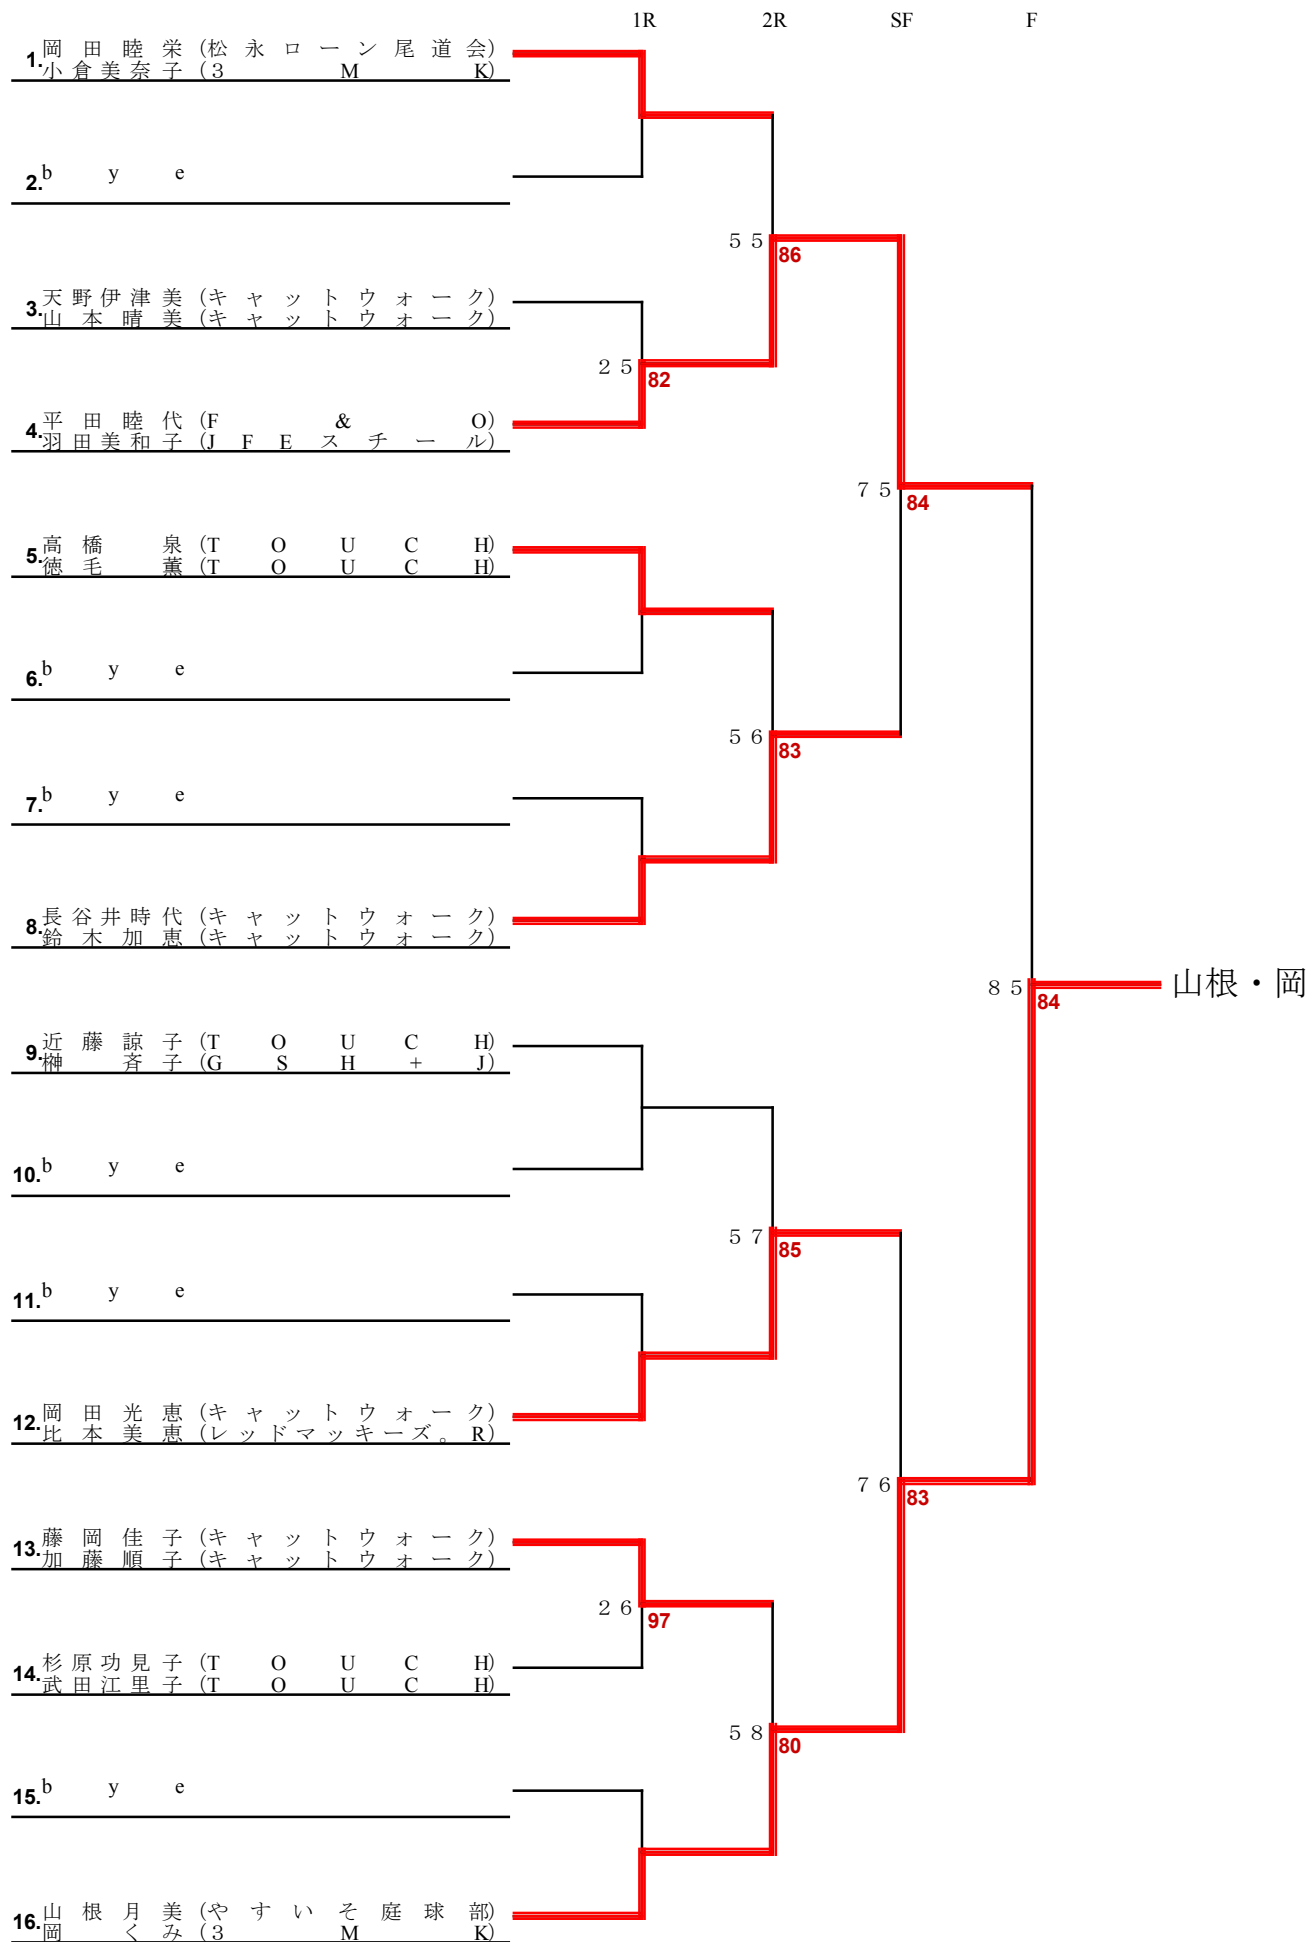 1R 2R SF F
1. 岡田睦栄 (松永ローン尾道会)
小倉美奈子 (3MK)
2. bye
55
86
3. 天野伊津美 (キャットウォーク)
山本晴美 (キャットウォーク)
25
82
4. 平田睦代 (F&O)
羽田美和子 (JFEスチール)
75
84
5. 高橋泉 (TOUCH)
徳毛薫 (TOUCH)
6. bye
56
83
7. bye
8. 長谷井時代 (キャットウォーク)
鈴木加恵 (キャットウォーク)
85
84
山根・岡
9. 近藤諒子 (TOUCH)
榊斉子 (GSH+J)
10. bye
57
85
11. bye
12. 岡田光恵 (キャットウォーク)
比本美恵 (レッドマッキーズ。R)
76
83
13. 藤岡佳子 (キャットウォーク)
加藤順子 (キャットウォーク)
26
97
14. 杉原功見子 (TOUCH)
武田江里子 (TOUCH)
58
80
15. bye
16. 山根月美 (やすいそ庭球部)
岡くみ (3MK)